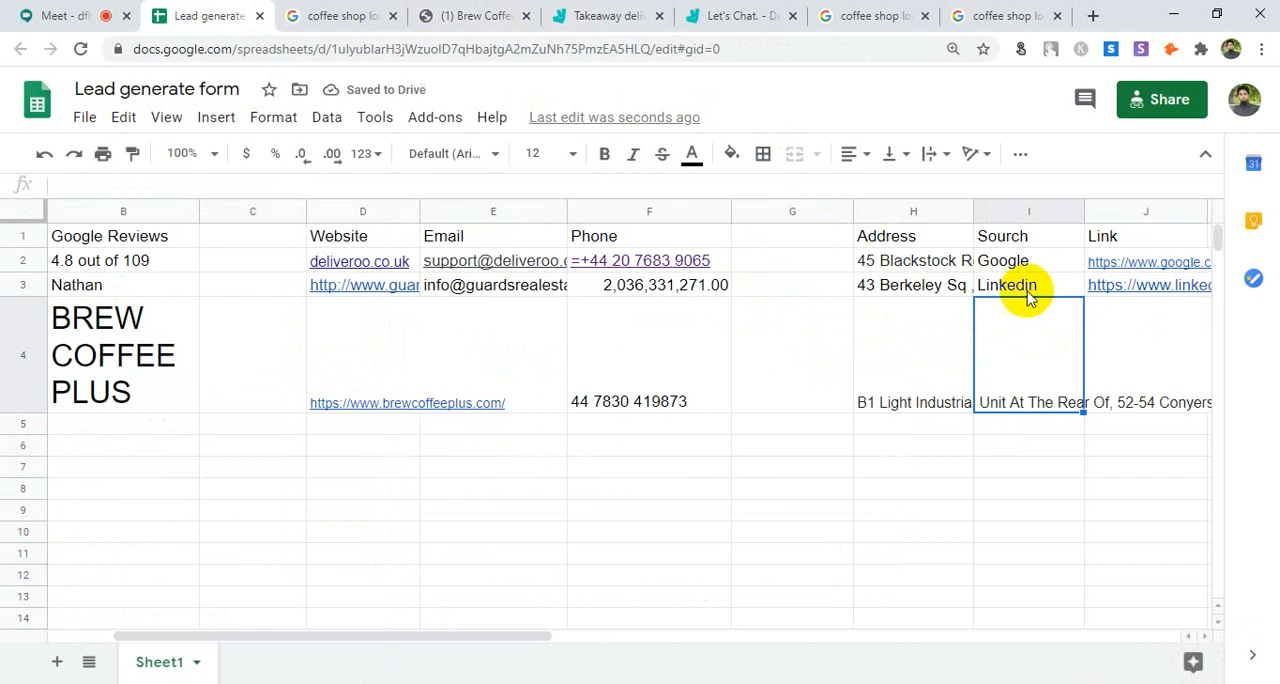 Meet - dfh
Lead generate
coffee shop lo
(1) Brew Coffe
Takeaway deli
Let's Chat. - D
coffee shop lo
coffee shop lo
docs.google.com/spreadsheets/d/1uIyublarH3jWzuoID7qHbajtgA2mZuNh75PmzEA5HLQ/edit#gid=0
Lead generate form
Saved to Drive
File Edit View Insert Format Data Tools Add-ons Help Last edit was seconds ago
Share
100% $ % .0 .00 123 Default (Ari... 12 B I S A
fx
B C D E F G H I J
1 Google Reviews Website Email Phone Address Sourch Link
2 4.8 out of 109 deliveroo.co.uk support@deliveroo.c =+44 20 7683 9065 45 Blackstock R Google https://www.google.c
3 Nathan http://www.guar info@guardsrealesta 2,036,331,271.00 43 Berkeley Sq , Linkedin https://www.linkec
4 BREW
COFFEE
PLUS https://www.brewcoffeeplus.com/ 44 7830 419873 B1 Light Industria Unit At The Rear Of, 52-54 Conyers
5
6
7
8
9
10
11
12
13
14
Sheet1
31